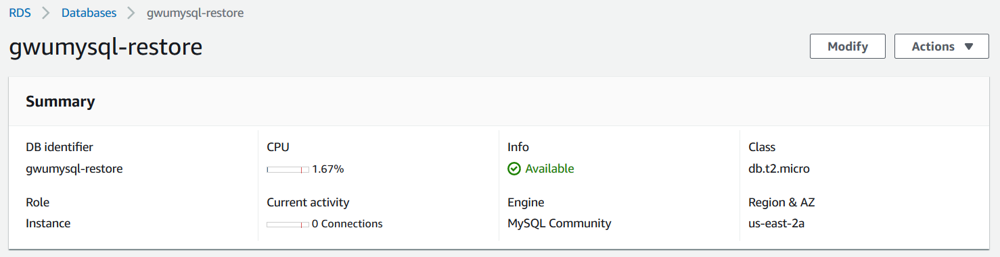 RDS > Databases > gwumysql-restore
gwumysql-restore
Modify
Actions
Summary
DB identifier
gwumysql-restore
CPU
1.67%
Info
Available
Class
db.t2.micro
Role
Instance
Current activity
0 Connections
Engine
MySQL Community
Region & AZ
us-east-2a